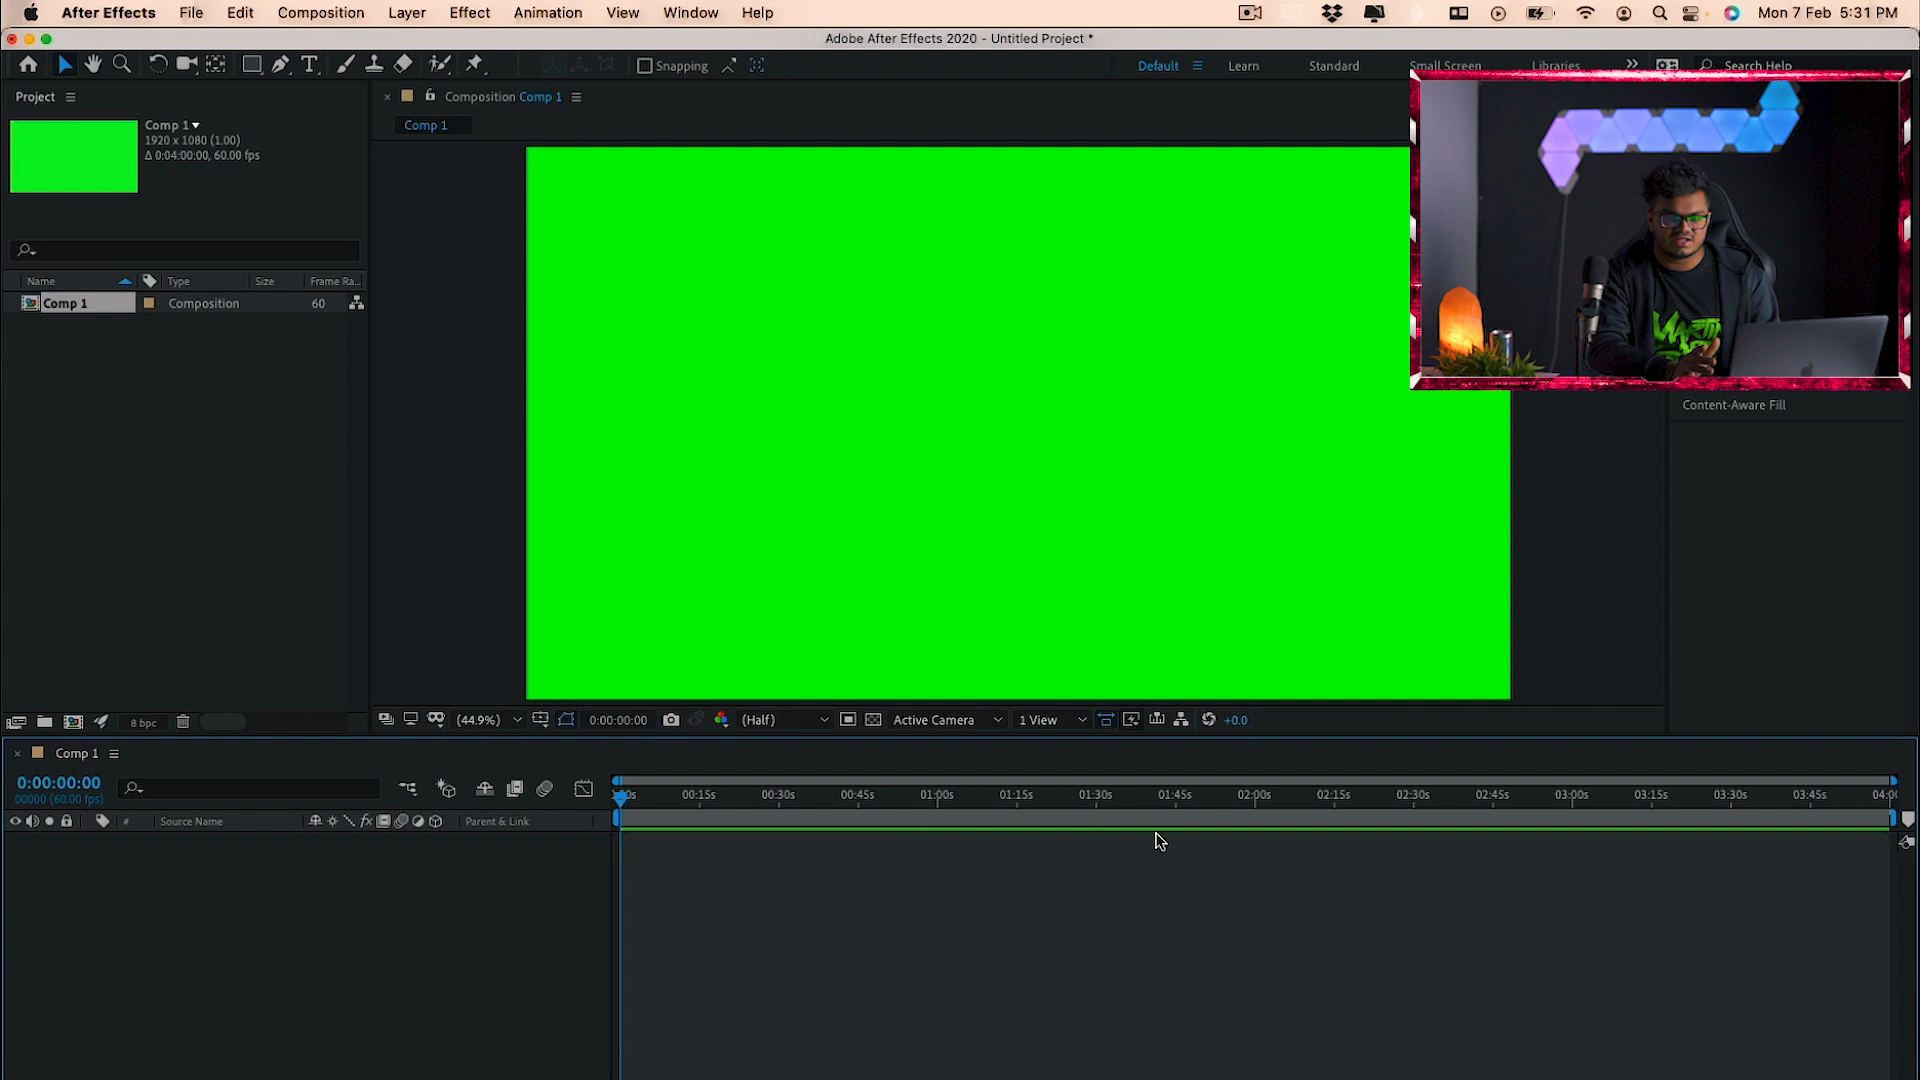 After Effects File Edit Composition Layer Effect Animation View Window Help Mon 7 Feb 5:31 PM
Adobe After Effects 2020 - Untitled Project *
Snapping Default Learn Standard Small Screen Libraries Search Help
Project
Composition Comp 1
Comp 1
1920 x 1080 (1.00)
Δ 0:04:00:00, 60.00 fps
Comp 1
Name Type Size Frame Ra...
Comp 1 Composition 60
Content-Aware Fill
8 bpc
(44.9%) 0:00:00:00 (Half) Active Camera 1 View +0.0
Comp 1
0:00:00:00
00000 (60.00 fps)
00:15s 00:30s 00:45s 01:00s 01:15s 01:30s 01:45s 02:00s 02:15s 02:30s 02:45s 03:00s 03:15s 03:30s 03:45s 04:00
# Source Name fx Parent & Link